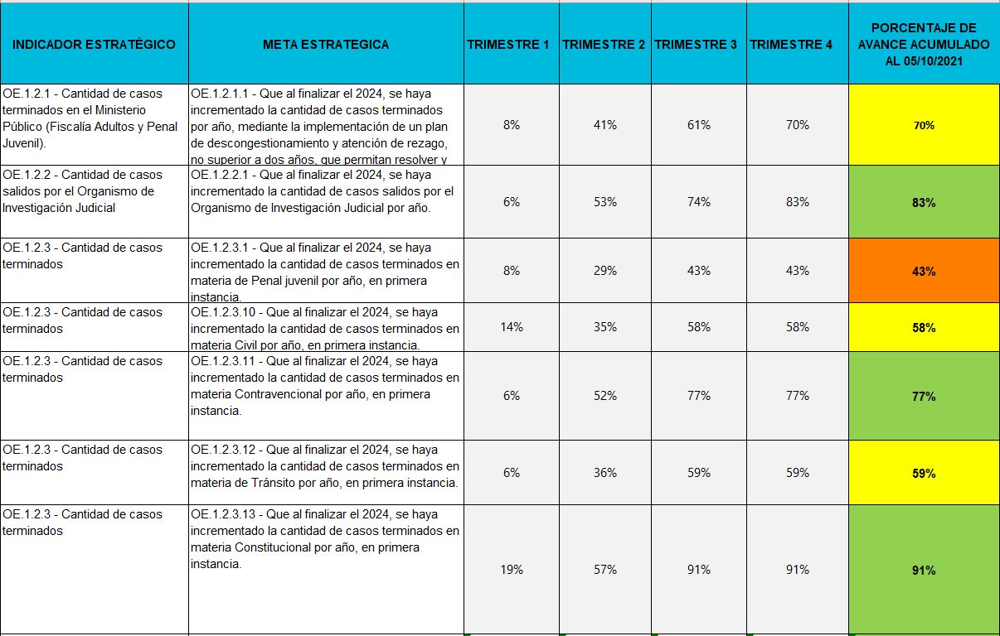 INDICADOR ESTRATÉGICO
META ESTRATEGICA
TRIMESTRE 1
TRIMESTRE 2
TRIMESTRE 3
TRIMESTRE 4
PORCENTAJE DE
AVANCE ACUMULADO
AL 05/10/2021
OE.1.2.1 - Cantidad de casos
terminados en el Ministerio
Público (Fiscalía Adultos y Penal
Juvenil).
OE.1.2.1.1 - Que al finalizar el 2024, se haya
incrementado la cantidad de casos terminados
por año, mediante la implementación de un plan
de descongestionamiento y atención de rezago,
no superior a dos años, que permitan resolver y
8%
41%
61%
70%
70%
OE.1.2.2 - Cantidad de casos
salidos por el Organismo de
Investigación Judicial
OE.1.2.2.1 - Que al finalizar el 2024, se haya
incrementado la cantidad de casos salidos por el
Organismo de Investigación Judicial por año.
6%
53%
74%
83%
83%
OE.1.2.3 - Cantidad de casos
terminados
OE.1.2.3.1 - Que al finalizar el 2024, se haya
incrementado la cantidad de casos terminados en
materia de Penal juvenil por año, en primera
instancia.
8%
29%
43%
43%
43%
OE.1.2.3 - Cantidad de casos
terminados
OE.1.2.3.10 - Que al finalizar el 2024, se haya
incrementado la cantidad de casos terminados en
materia Civil por año, en primera instancia.
14%
35%
58%
58%
58%
OE.1.2.3 - Cantidad de casos
terminados
OE.1.2.3.11 - Que al finalizar el 2024, se haya
incrementado la cantidad de casos terminados en
materia Contravencional por año, en primera
instancia.
6%
52%
77%
77%
77%
OE.1.2.3 - Cantidad de casos
terminados
OE.1.2.3.12 - Que al finalizar el 2024, se haya
incrementado la cantidad de casos terminados en
materia de Tránsito por año, en primera instancia.
6%
36%
59%
59%
59%
OE.1.2.3 - Cantidad de casos
terminados
OE.1.2.3.13 - Que al finalizar el 2024, se haya
incrementado la cantidad de casos terminados en
materia Constitucional por año, en primera
instancia.
19%
57%
91%
91%
91%